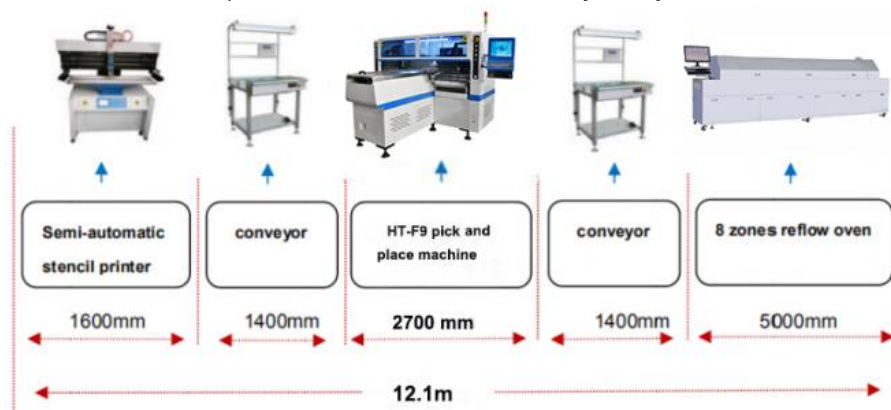 Semi-automatic
stencil printer
conveyor
HT-F9 pick and
place machine
conveyor
8 zones reflow oven
1600mm
1400mm
2700 mm
1400mm
5000mm
12.1m